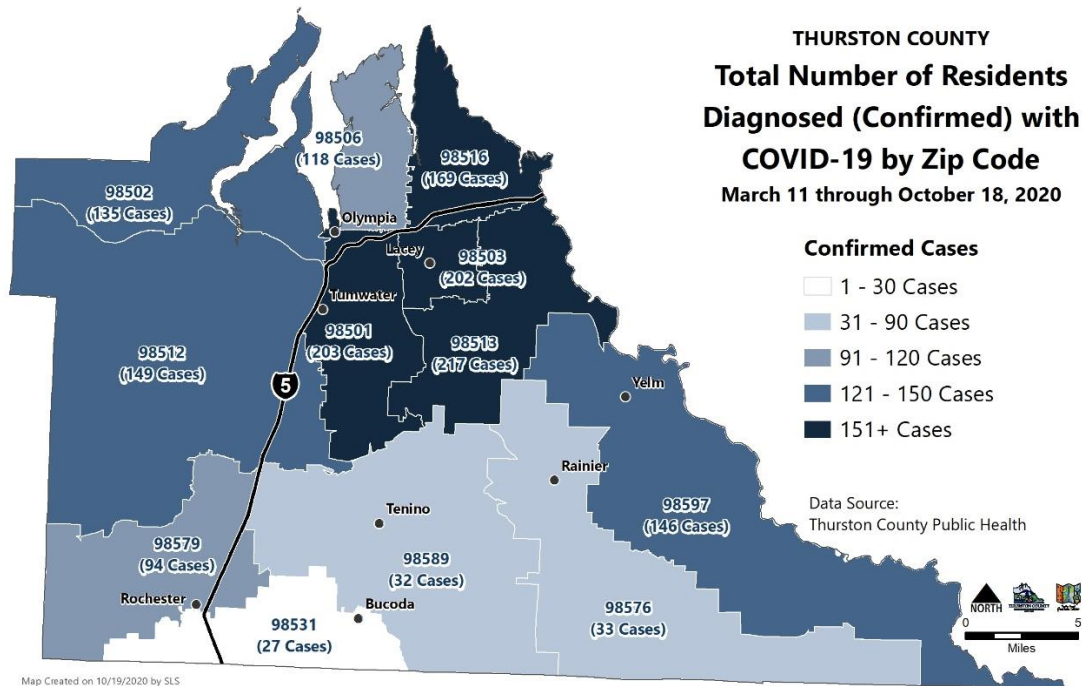 THURSTON COUNTY
Total Number of Residents
Diagnosed (Confirmed) with
COVID-19 by Zip Code
March 11 through October 18, 2020
98506
(118 Cases)
98516
(169 Cases)
98502
(135 Cases)
Olympia
Lacey
98503
(202 Cases)
Tumwater
98501
(203 Cases)
98513
(217 Cases)
98512
(149 Cases)
5
Yelm
Rainier
98597
(146 Cases)
Tenino
98579
(94 Cases)
98589
(32 Cases)
Rochester
Bucoda
98576
(33 Cases)
98531
(27 Cases)
Confirmed Cases
1 - 30 Cases
31 - 90 Cases
91 - 120 Cases
121 - 150 Cases
151+ Cases
Data Source:
Thurston County Public Health
NORTH
THURSTON COUNTY
0 5
Miles
Map Created on 10/19/2020 by SLS